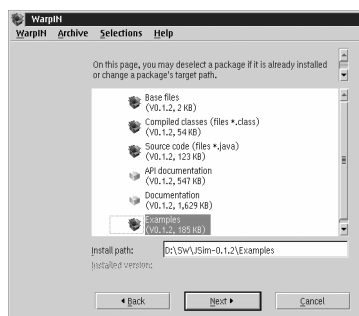 WarpIN
WarpIN Archive Selections Help
On this page, you may deselect a package if it is already installed
or change a package's target path.
Base files
(V0.1.2, 2 KB)
Compiled classes (files *.class)
(V0.1.2, 54 KB)
Source code (files *.java)
(V0.1.2, 123 KB)
API documentation
(V0.1.2, 547 KB)
Documentation
(V0.1.2, 1,629 KB)
Examples
(V0.1.2, 185 KB)
Install path: D:\SW\JSim-0.1.2\Examples
Installed version:
Back Next Cancel